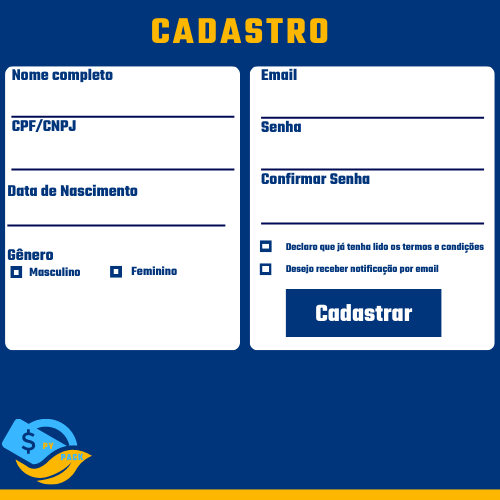 CADASTRO
Nome completo
CPF/CNPJ
Data de Nascimento
Gênero
Masculino
Feminino
Email
Senha
Confirmar Senha
Declaro que já tenha lido os termos e condições
Desejo receber notificação por email
Cadastrar
$
PY
PACK